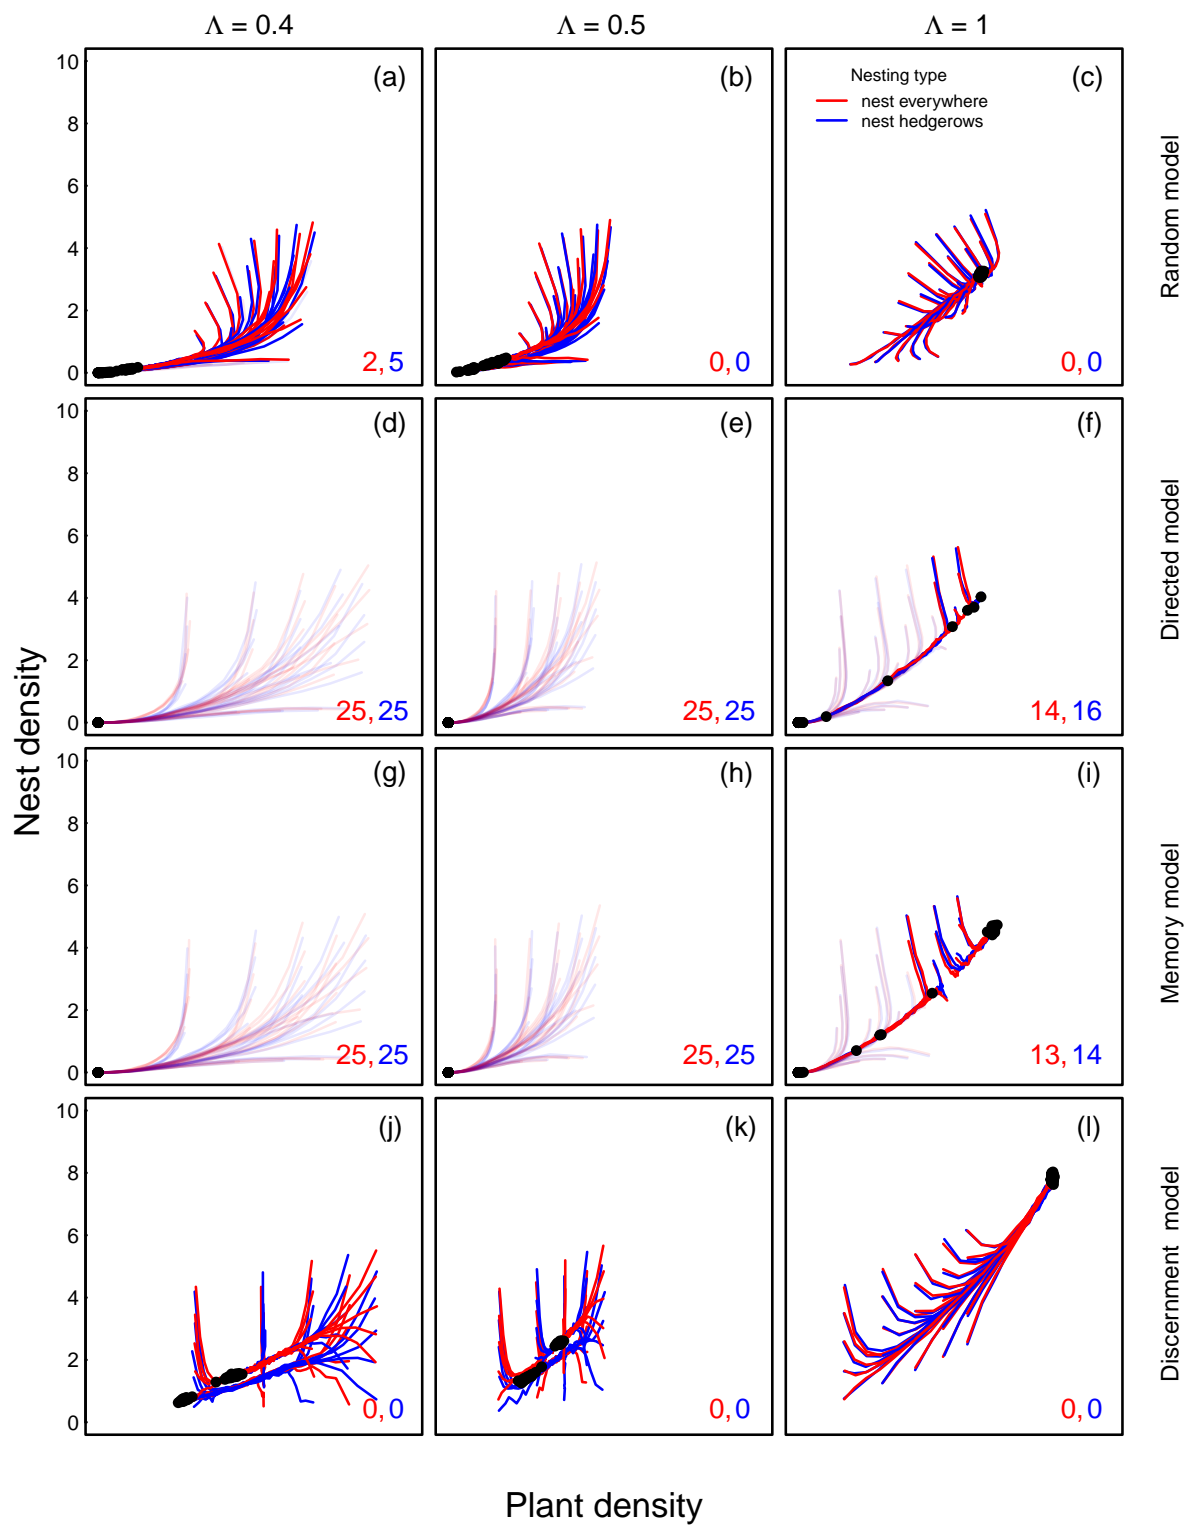 Λ = 0.4 Λ = 0.5 Λ = 1
10 (a) (b) Nesting type (c)
nest everywhere
8 nest hedgerows
6
4
2
0 2, 5 0, 0 0, 0
Random model
10 (d) (e) (f)
8
6
4
2
0 25, 25 25, 25 14, 16
Directed model
Nest density
10 (g) (h) (i)
8
6
4
2
0 25, 25 25, 25 13, 14
Memory model
10 (j) (k) (l)
8
6
4
2
0 0, 0 0, 0 0, 0
Discernment model
Plant density